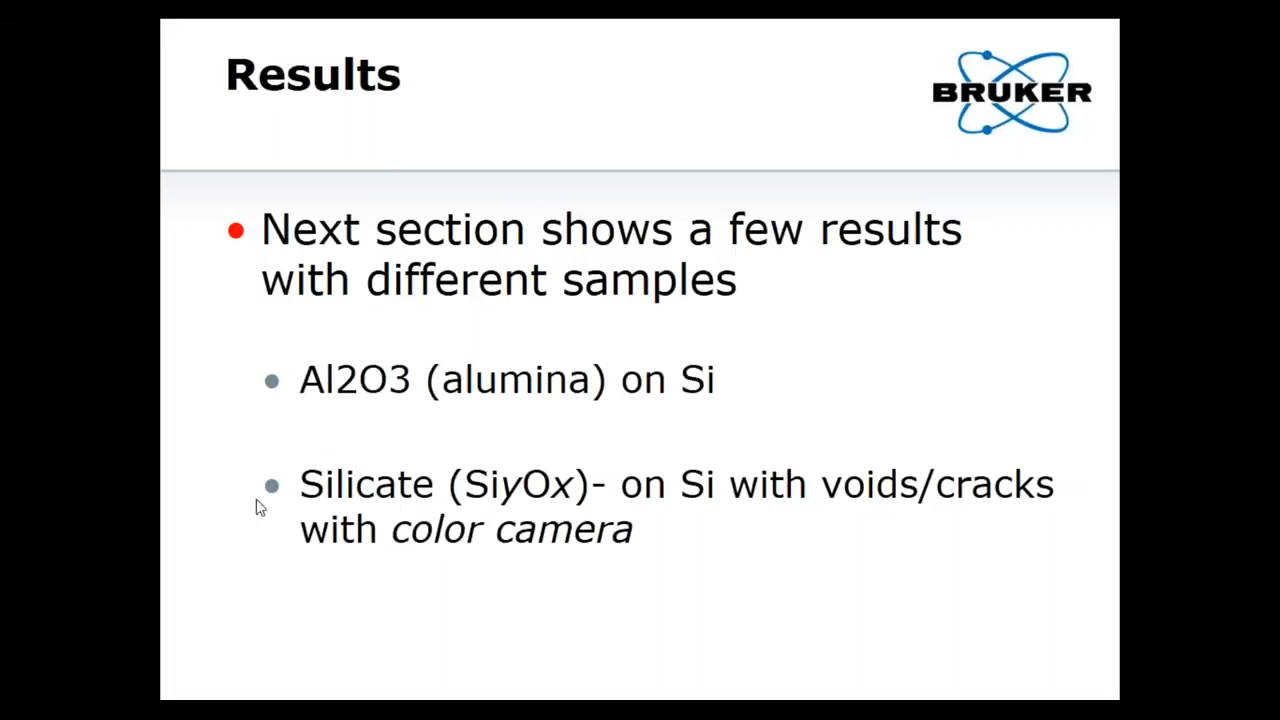 Results
BRUKER
Next section shows a few results
with different samples
Al2O3 (alumina) on Si
Silicate (SiyOx)- on Si with voids/cracks
with color camera